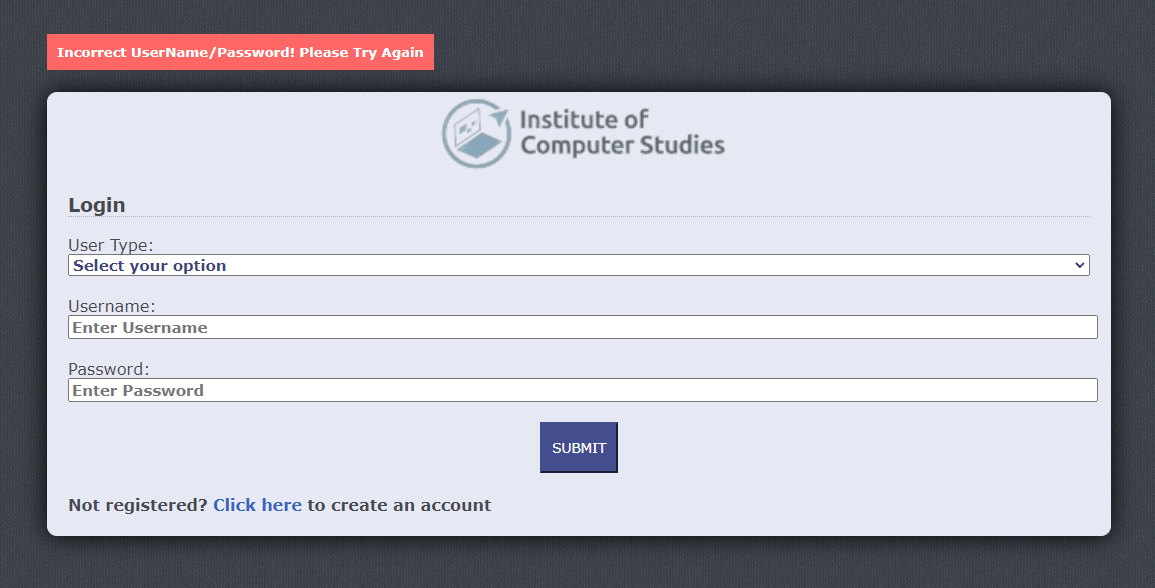 Incorrect UserName/Password! Please Try Again
Institute of
Computer Studies
Login
User Type:
Select your option
Username:
Enter Username
Password:
Enter Password
SUBMIT
Not registered? Click here to create an account